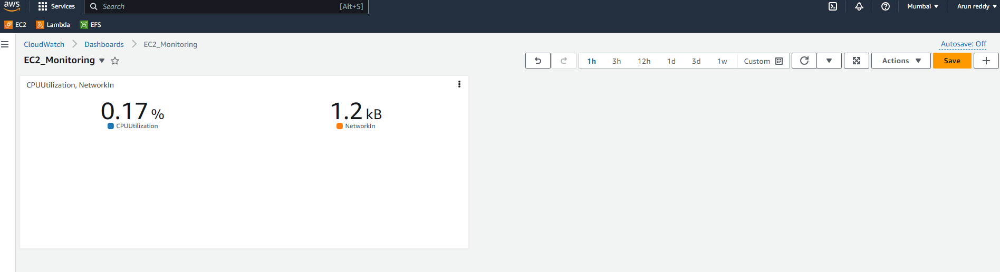 aws Services Search [Alt+S] Mumbai Arun reddy
EC2 Lambda EFS
CloudWatch Dashboards EC2_Monitoring Autosave: Off
EC2_Monitoring 1h 3h 12h 1d 3d 1w Custom Actions Save
CPUUtilization, NetworkIn
0.17 % 1.2 kB
CPUUtilization NetworkIn